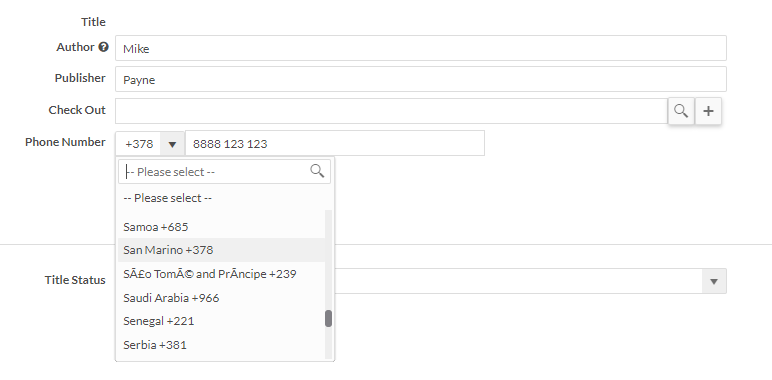 Title
Author ? Mike
Publisher Payne
Check Out
Phone Number +378 8888 123 123
-- Please select --
-- Please select --
Samoa +685
San Marino +378
SÃ£o TomÃ© and PrÃncipe +239
Saudi Arabia +966
Title Status
Senegal +221
Serbia +381